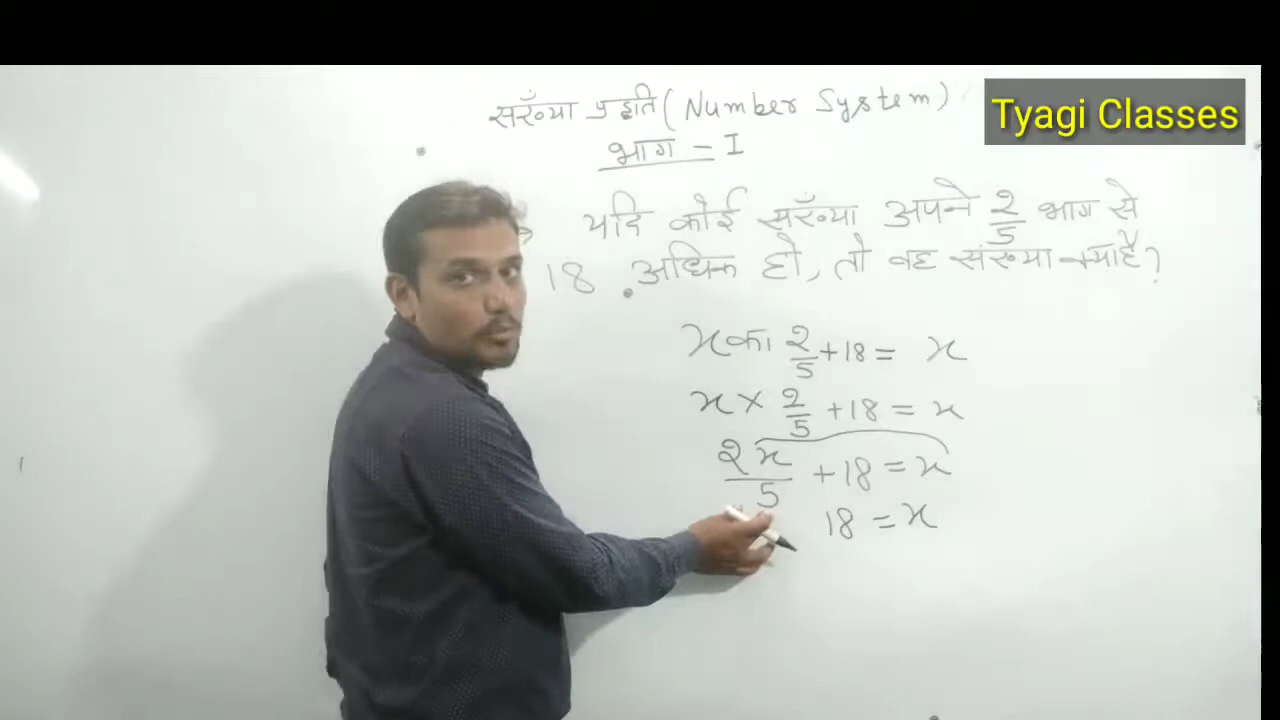 संख्या पद्धति (Number System)
Tyagi Classes
भाग - I
यदि कोई संख्या अपने 2/5 भाग से
18 अधिक हो, तो वह संख्या क्या है?
x का 2/5 + 18 = x
x × 2/5 + 18 = x
2x/5 + 18 = x
18 = x